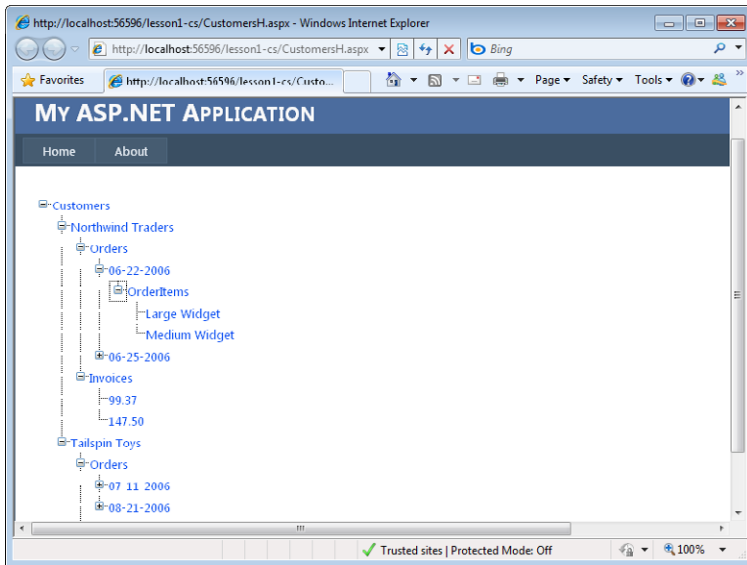 http://localhost:56596/lesson1-cs/CustomersH.aspx - Windows Internet Explorer
http://localhost:56596/lesson1-cs/CustomersH.aspx
Bing
Favorites
http://localhost:56596/lesson1-cs/Custo...
Page
Safety
Tools
MY ASP.NET APPLICATION
Home About
Customers
Northwind Traders
Orders
06-22-2006
OrderItems
Large Widget
Medium Widget
06-25-2006
Invoices
99.37
147.50
Tailspin Toys
Orders
07-11-2006
08-21-2006
Trusted sites | Protected Mode: Off
100%